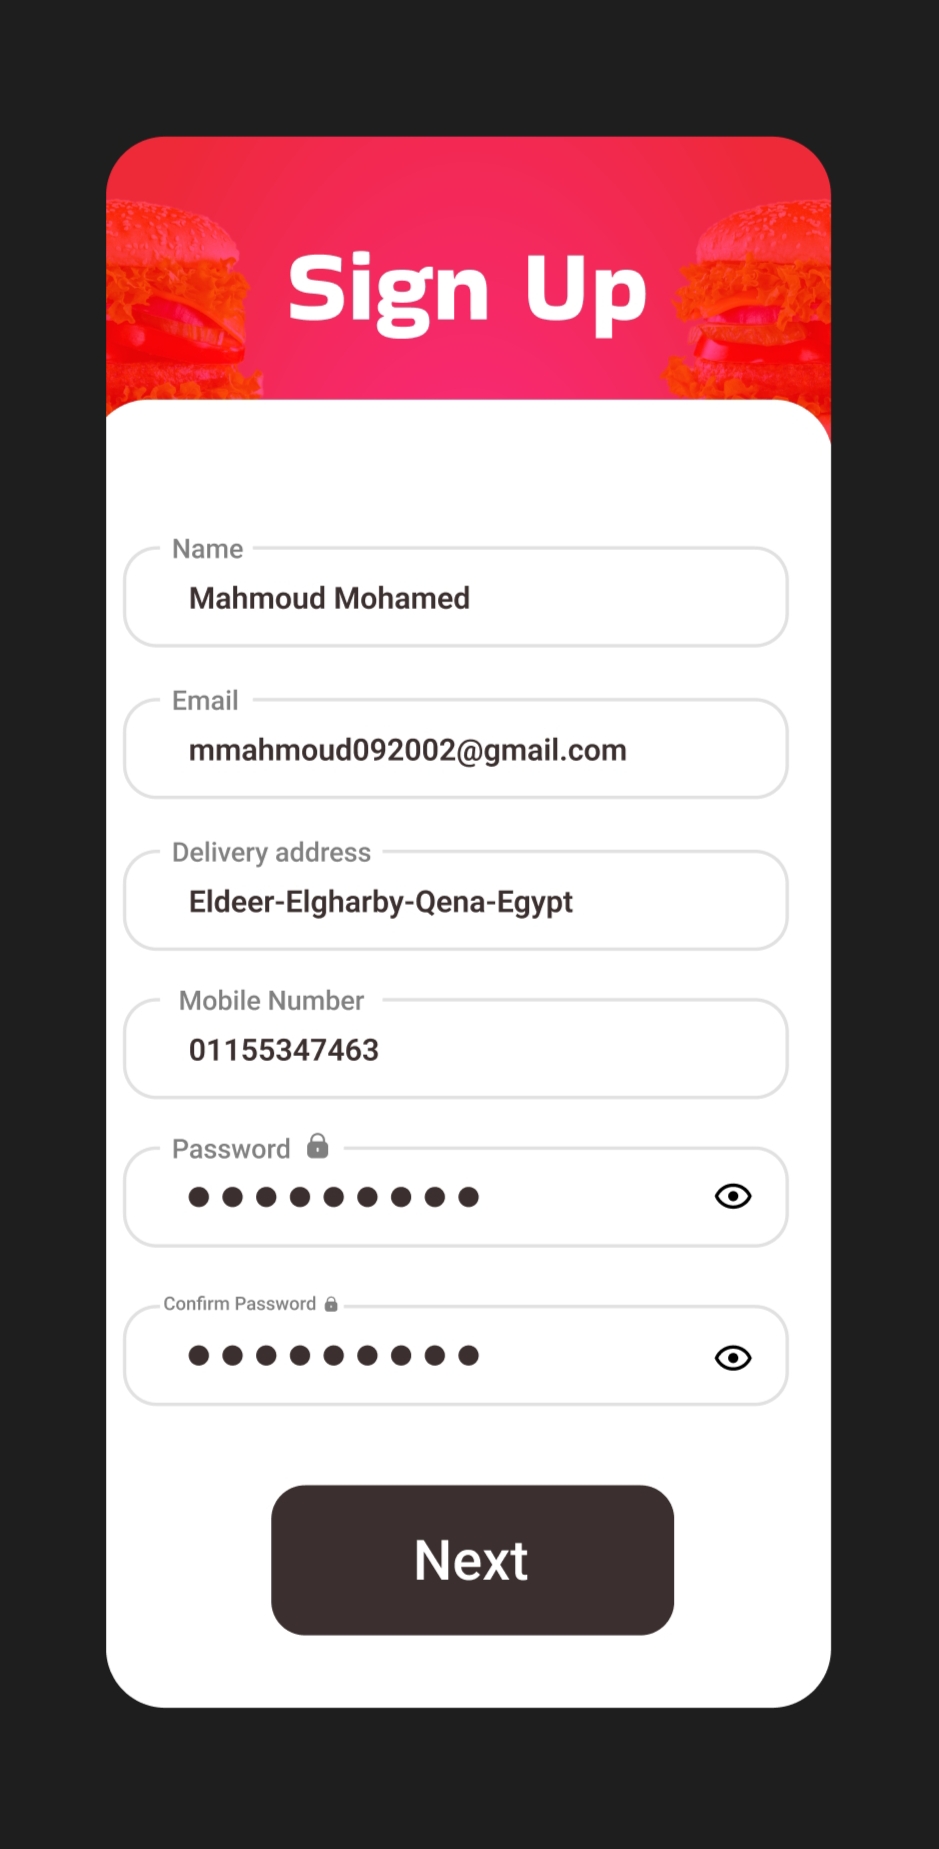 Sign Up
Name
Mahmoud Mohamed
Email
mmahmoud092002@gmail.com
Delivery address
Eldeer-Elgharby-Qena-Egypt
Mobile Number
01155347463
Password
Confirm Password
Next